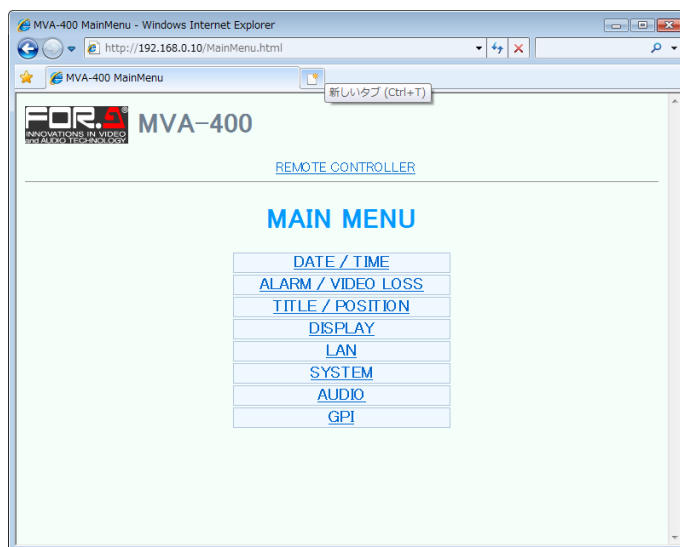 MVA-400 MainMenu - Windows Internet Explorer
http://192.168.0.10/MainMenu.html
MVA-400 MainMenu
新しいタブ (Ctrl+T)
FOR.A
INNOVATIONS IN VIDEO
and AUDIO TECHNOLOGY
MVA-400
REMOTE CONTROLLER
MAIN MENU
DATE / TIME
ALARM / VIDEO LOSS
TITLE / POSITION
DISPLAY
LAN
SYSTEM
AUDIO
GPI